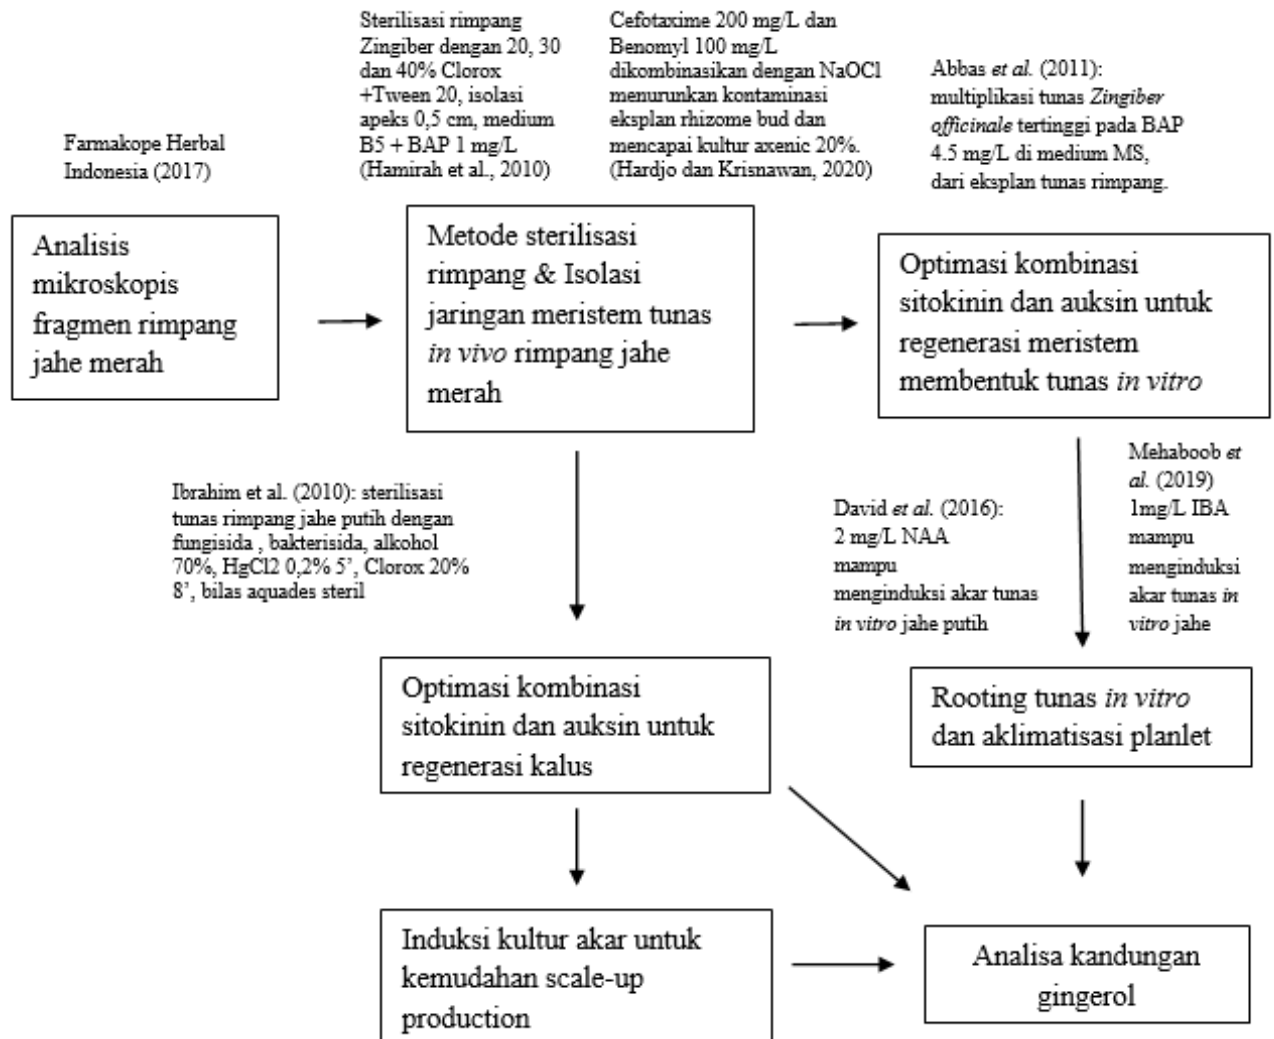 Farmakope Herbal
Indonesia (2017)
Sterilisasi rimpang
Zingiber dengan 20, 30
dan 40% Clorox
+Tween 20, isolasi
apeks 0,5 cm, medium
B5 + BAP 1 mg/L
(Hamirah et al., 2010)
Cefotaxime 200 mg/L dan
Benomyl 100 mg/L
dikombinasikan dengan NaOCl
menurunkan kontaminasi
eksplan rhizome bud dan
mencapai kultur axenic 20%.
(Hardjo dan Krisnawan, 2020)
Abbas et al. (2011):
multiplikasi tunas Zingiber
officinale tertinggi pada BAP
4.5 mg/L di medium MS,
dari eksplan tunas rimpang.
Analisis
mikroskopis
fragmen rimpang
jahe merah
Metode sterilisasi
rimpang & Isolasi
jaringan meristem tunas
in vivo rimpang jahe
merah
Optimasi kombinasi
sitokinin dan auksin untuk
regenerasi meristem
membentuk tunas in vitro
Ibrahim et al. (2010): sterilisasi
tunas rimpang jahe putih dengan
fungisida , bakterisida, alkohol
70%, HgCl2 0,2% 5’, Clorox 20%
8’, bilas aquades steril
David et al. (2016):
2 mg/L NAA
mampu
menginduksi akar tunas
in vitro jahe putih
Mehaboob et
al. (2019)
1mg/L IBA
mampu
menginduksi
akar tunas in
vitro jahe
Optimasi kombinasi
sitokinin dan auksin untuk
regenerasi kalus
Rooting tunas in vitro
dan aklimatisasi planlet
Induksi kultur akar untuk
kemudahan scale-up
production
Analisa kandungan
gingerol